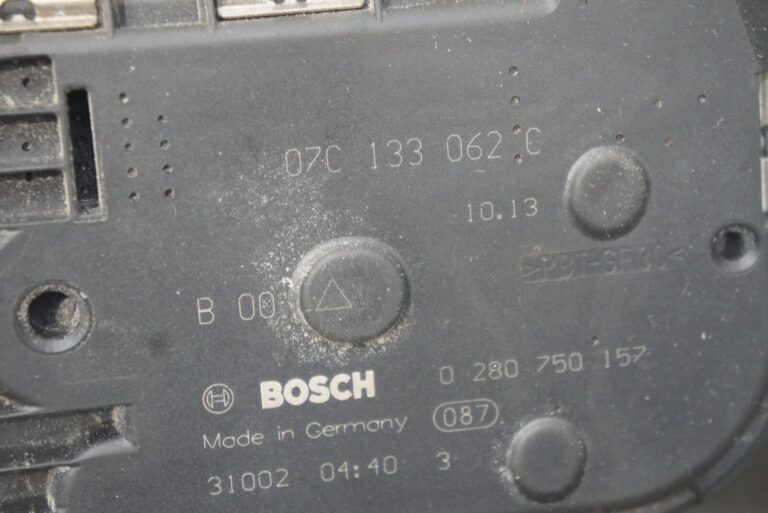 07C 133 062 C
10.13
>PBT-GF30<
B 00
BOSCH 0 280 750 157
Made in Germany 087
31002 04:40 3